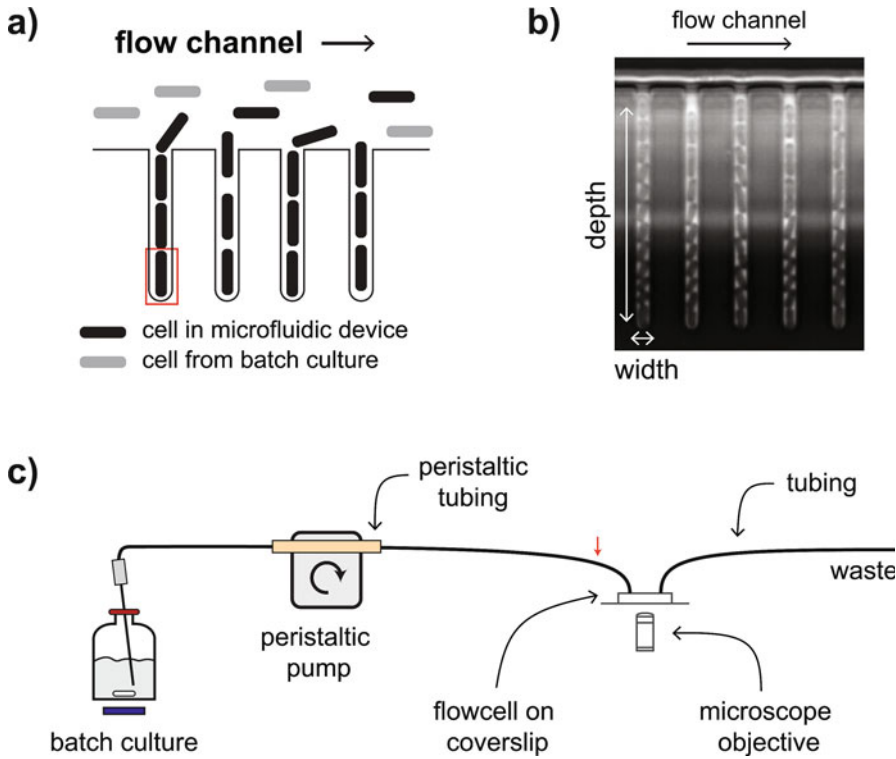 a)
flow channel
cell in microfluidic device
cell from batch culture
b)
flow channel
depth
width
c)
peristaltic
tubing
tubing
waste
peristaltic
pump
batch culture
flowcell on
coverslip
microscope
objective